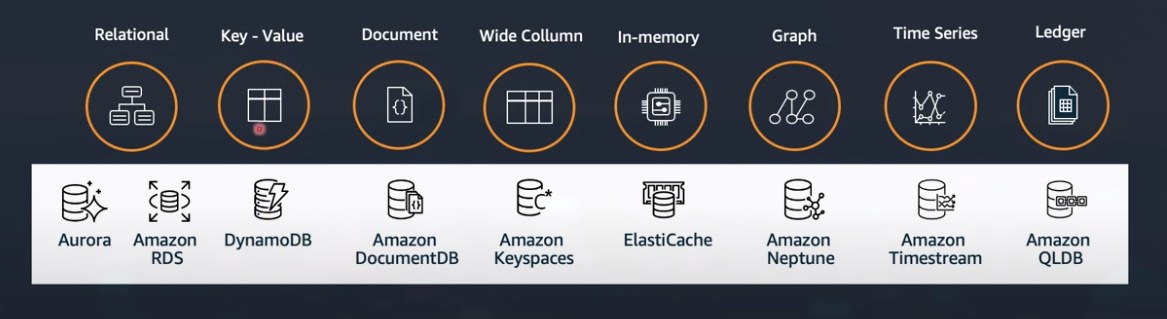 Relational
Key - Value
Document
Wide Collumn
In-memory
Graph
Time Series
Ledger
{}
C*
{}
Aurora
Amazon
RDS
DynamoDB
Amazon
DocumentDB
Amazon
Keyspaces
ElastiCache
Amazon
Neptune
Amazon
Timestream
Amazon
QLDB